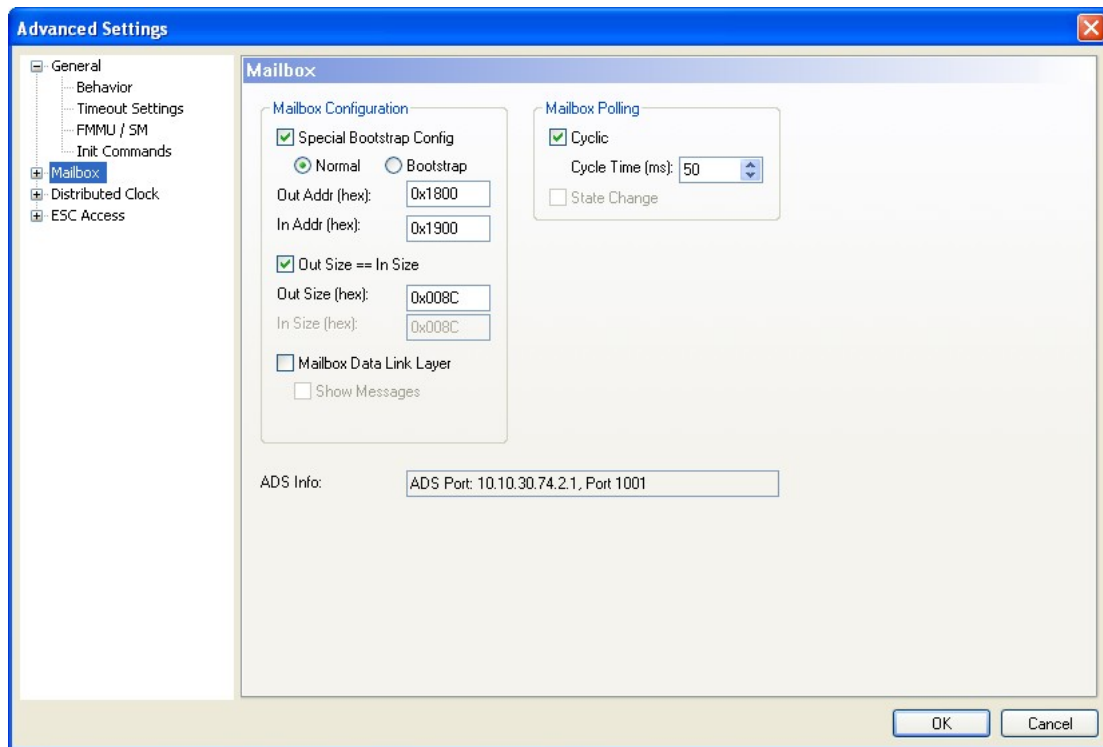 Advanced Settings
General
Behavior
Timeout Settings
FMMU / SM
Init Commands
Mailbox
Distributed Clock
ESC Access
Mailbox
Mailbox Configuration
Special Bootstrap Config
Normal Bootstrap
Out Addr (hex): 0x1800
In Addr (hex): 0x1900
Out Size == In Size
Out Size (hex): 0x008C
In Size (hex): 0x008C
Mailbox Data Link Layer
Show Messages
Mailbox Polling
Cyclic
Cycle Time (ms): 50
State Change
ADS Info: ADS Port: 10.10.30.74.2.1, Port 1001
OK Cancel